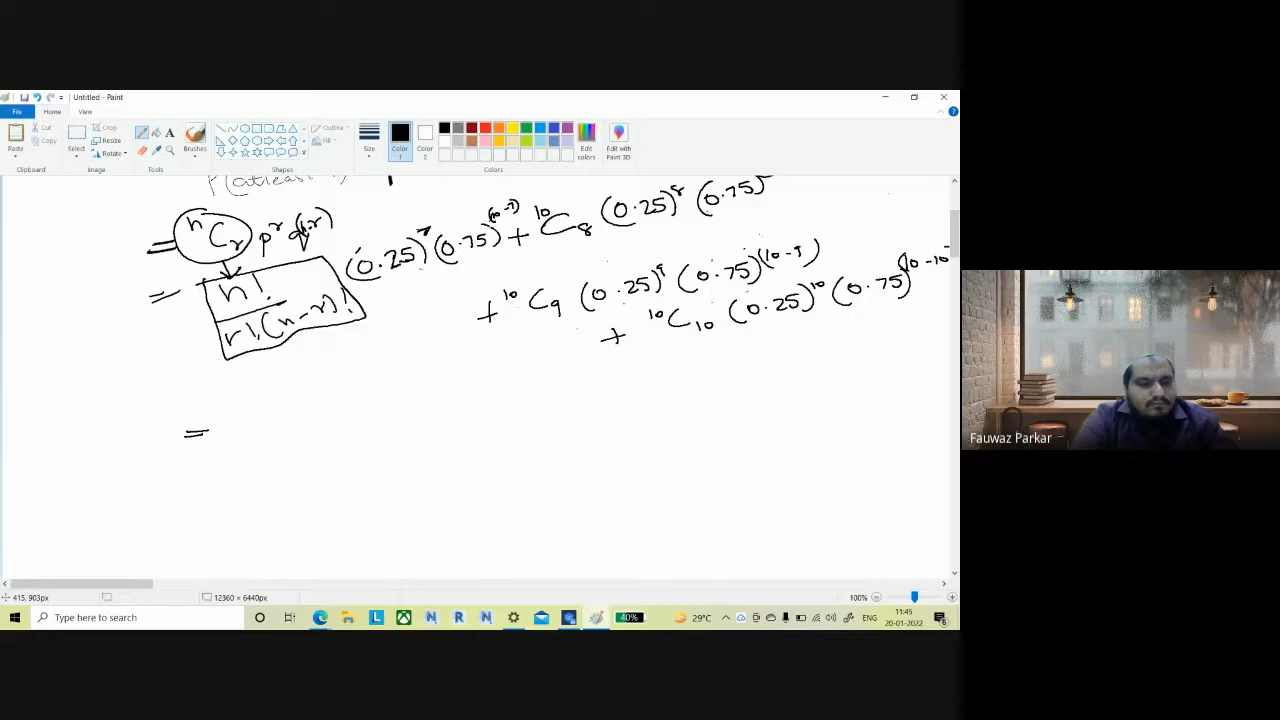 Untitled - Paint
File Home View
Paste Cut Copy Select Crop Resize Rotate Brushes Outline Fill Size Color 1 Color 2 Edit colors Edit with Paint 3D
Clipboard Image Tools Shapes Colors
P(atleast
= nCr p^r q^(n-r)
(0.25)^7 (0.75)^(10-7) + 10C8 (0.25)^8 (0.75)
= n! / r!(n-r)!
+ 10C9 (0.25)^9 (0.75)^(10-9)
+ 10C10 (0.25)^10 (0.75)^(10-10
=
Fauwaz Parkar
415, 903px 12360 × 6440px 100%
Type here to search 40% 29°C ENG 11:45 20-01-2022